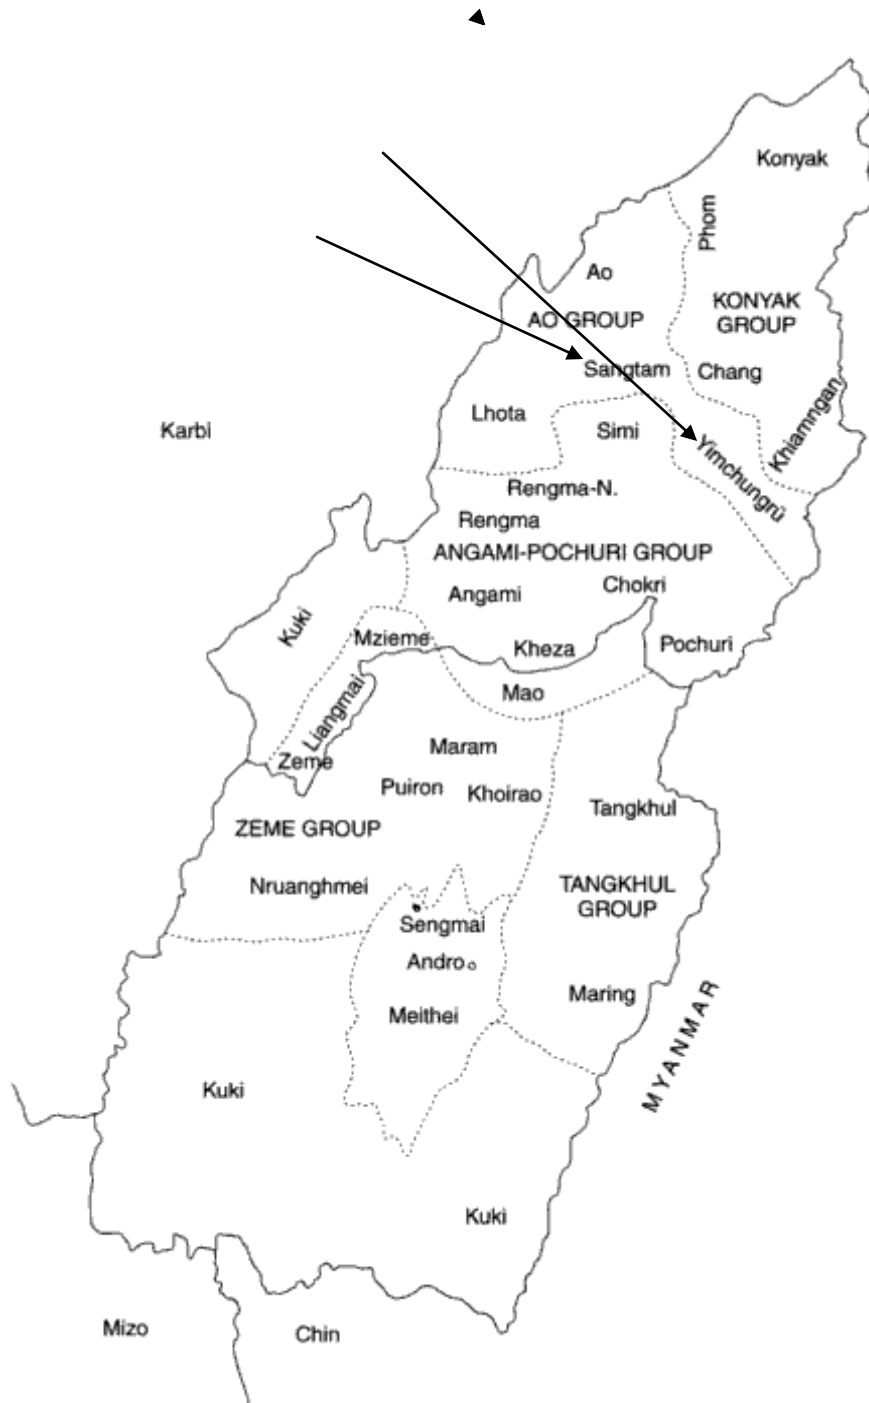 Konyak
Phom
Ao
KONYAK
GROUP
AO GROUP
Sangtam
Chang
Khiamngan
Lhota
Simi
Karbi
Yimchungrü
Rengma-N.
Rengma
ANGAMI-POCHURI GROUP
Chokri
Angami
Kuki
Mzieme
Kheza
Pochuri
Mao
Liangmai
Maram
Zeme
Puiron
Khoirao
Tangkhul
ZEME GROUP
Nruanghmei
TANGKHUL
GROUP
Sengmai
Andro
Maring
Meithei
MYANMAR
Kuki
Kuki
Mizo
Chin